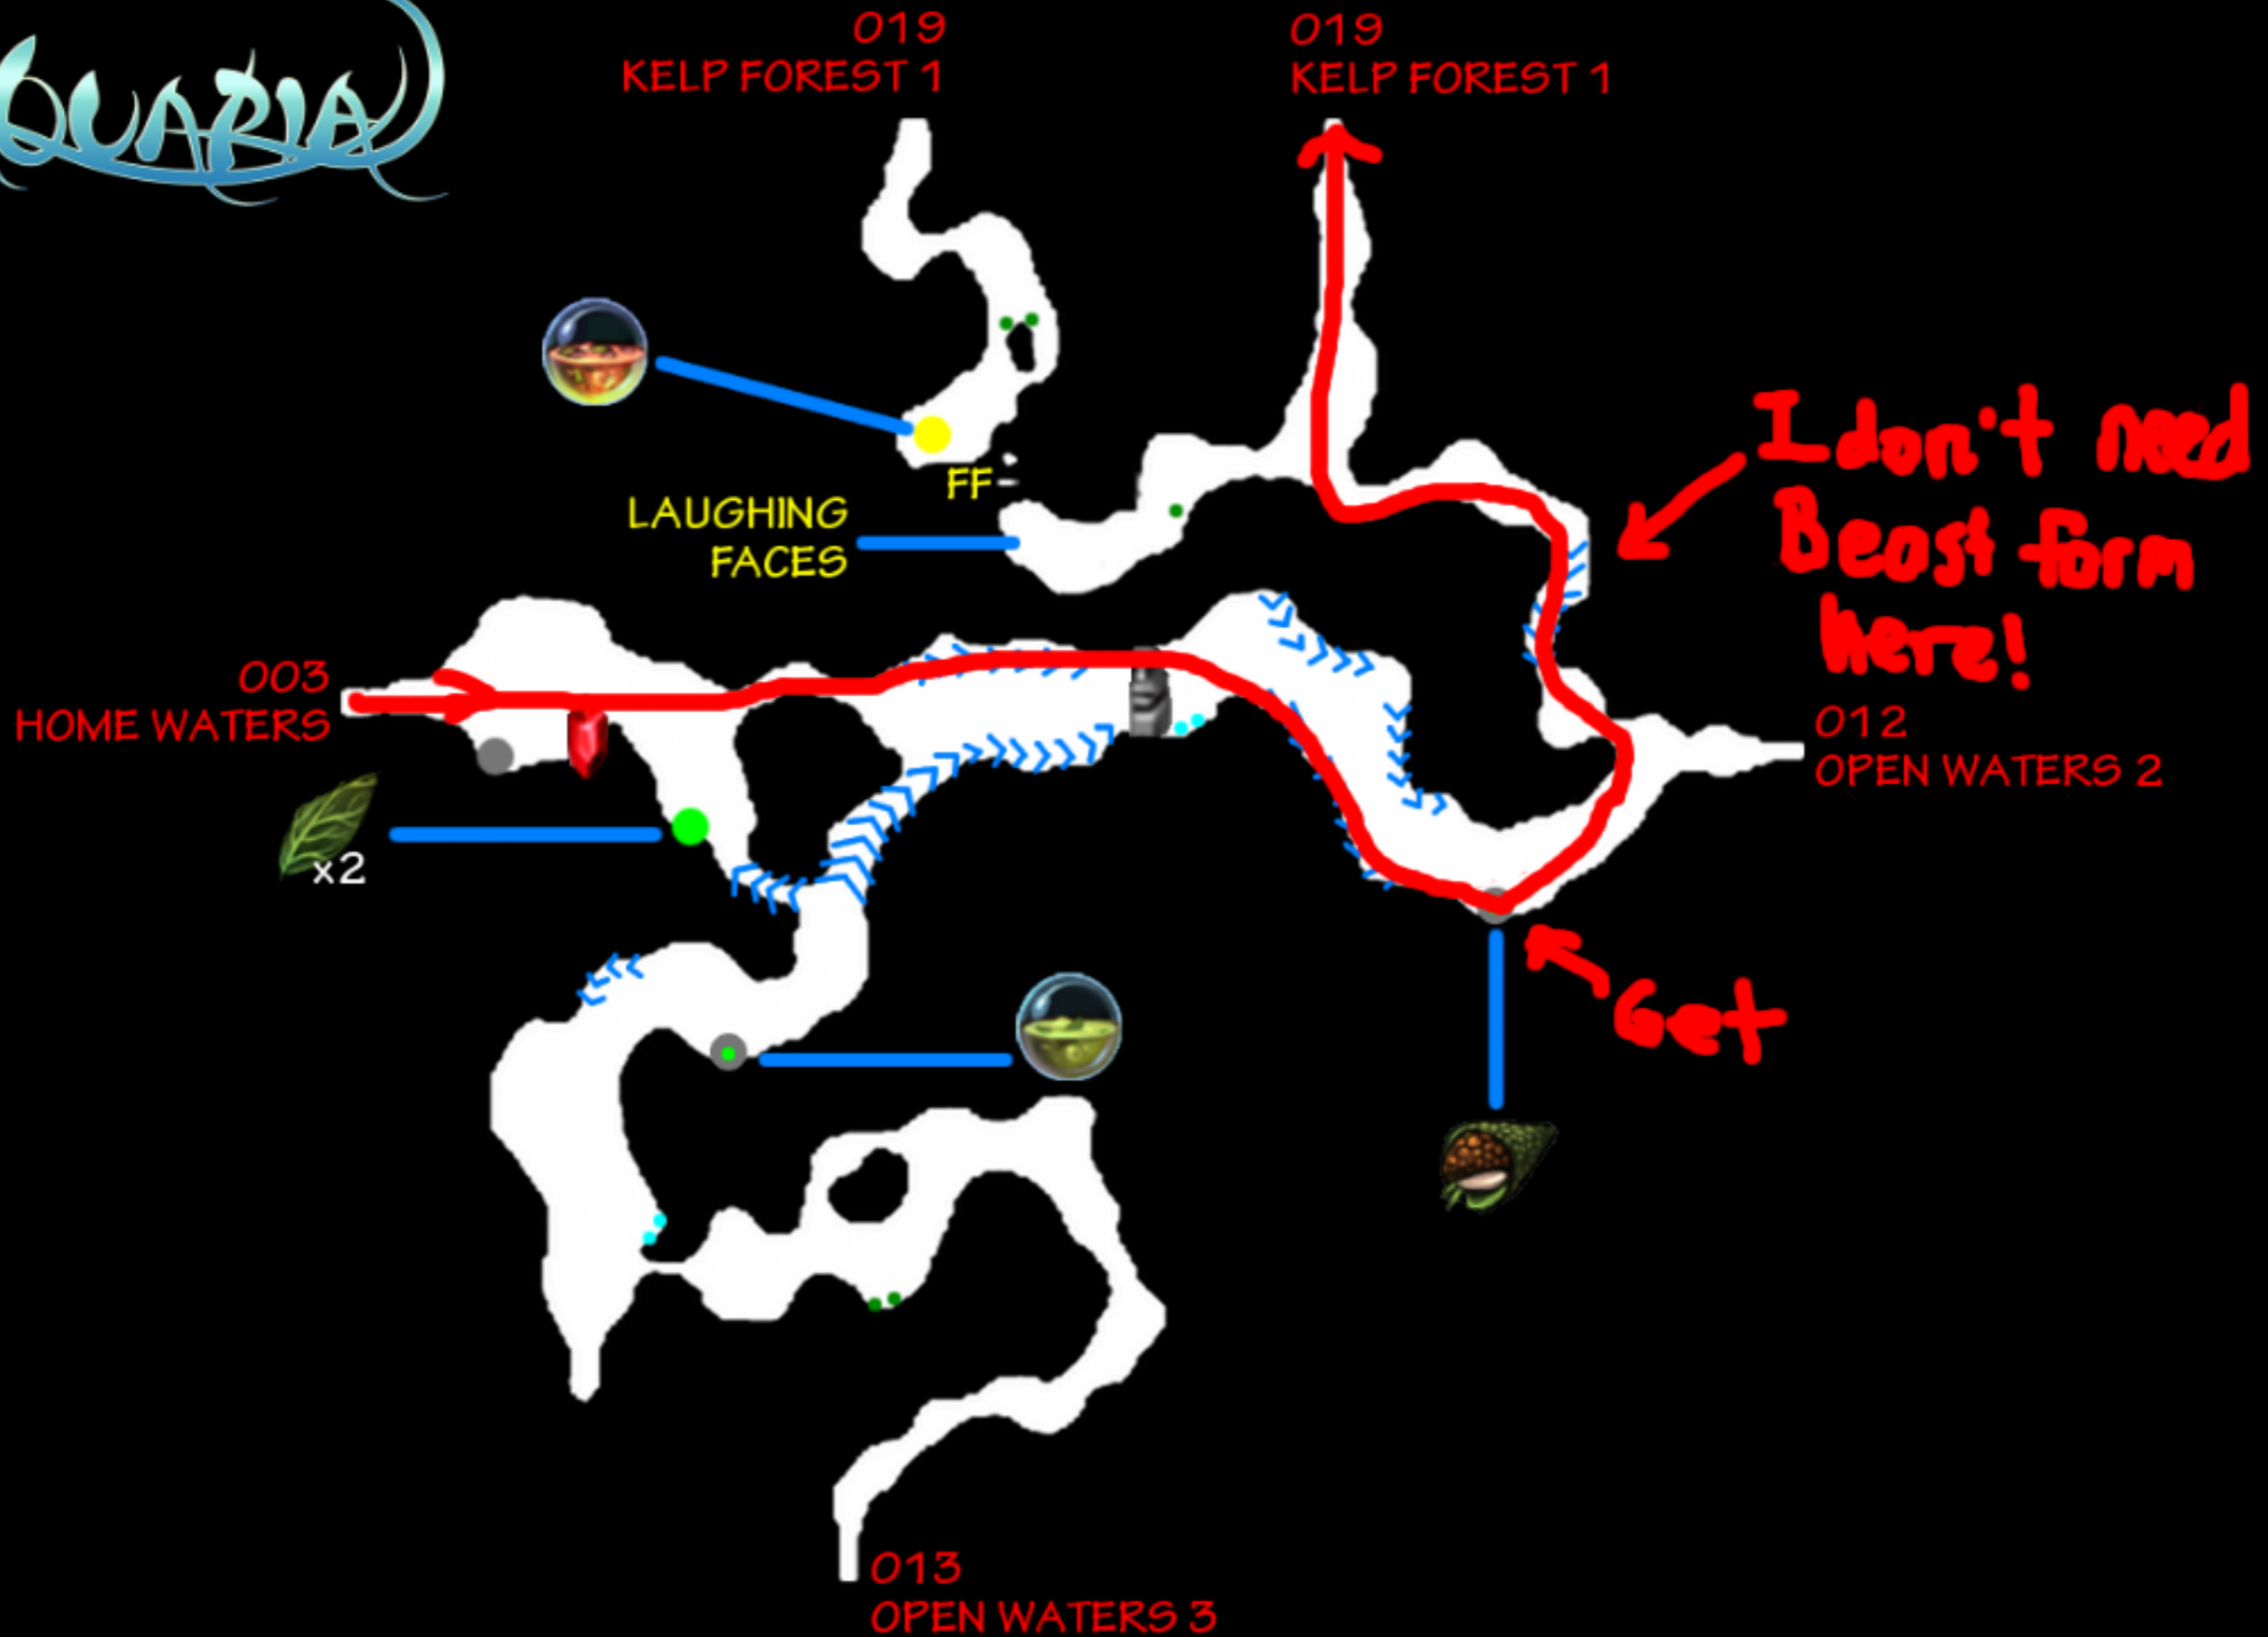 QUARIA
019
KELP FOREST 1
019
KELP FOREST 1
I don't need
Beast form
here!
FF
LAUGHING
FACES
003
HOME WATERS
012
OPEN WATERS 2
x2
Get
013
OPEN WATERS 3